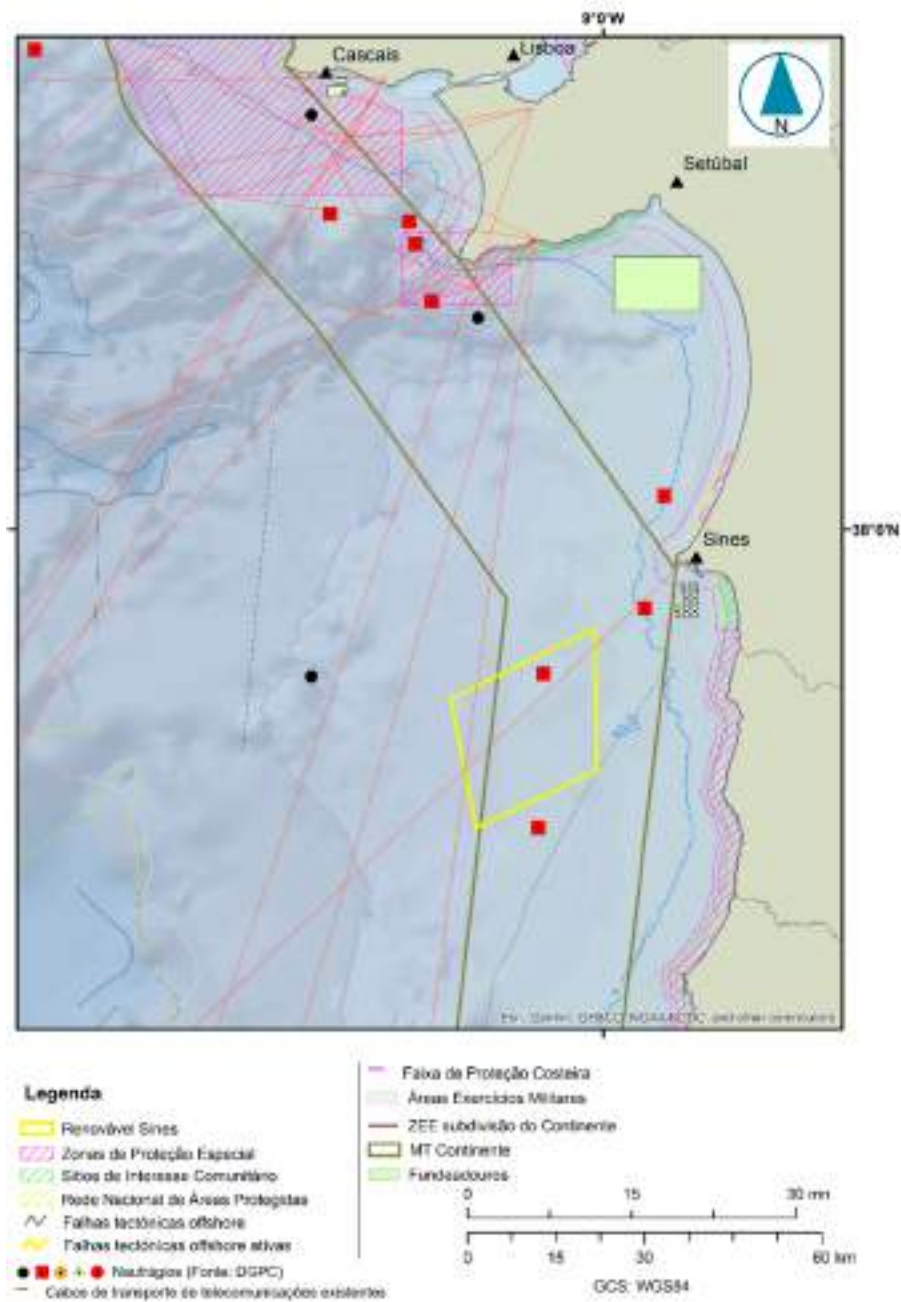 9°0'W
Cascais
Lisboa
N
Setúbal
38°0'N
Sines
Legenda
Renovável Sines
Zonas de Proteção Especial
Sítios de Interesse Comunitário
Rede Nacional de Áreas Protegidas
Falhas tectónicas offshore
Falhas tectónicas offshore ativas
Naufrágios (Fonte: DGPC)
Cabos de transporte de telecomunicações existentes
Faixa de Proteção Costeira
Áreas Exercícios Militares
ZEE subdivisão do Continente
MT Continente
Fundeadouros
0 15 30 mn
0 15 30 60 km
GCS: WGS84